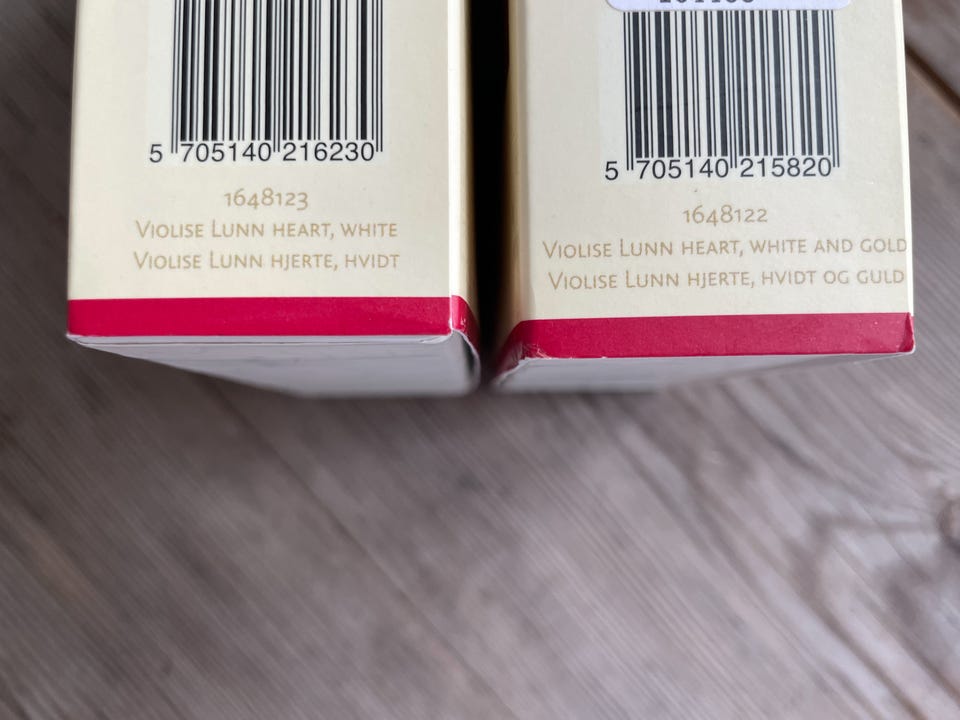 5 705140 216230
1648123
Violise Lunn heart, white
Violise Lunn hjerte, hvidt
5 705140 215820
1648122
Violise Lunn heart, white and gold
Violise Lunn hjerte, hvidt og guld